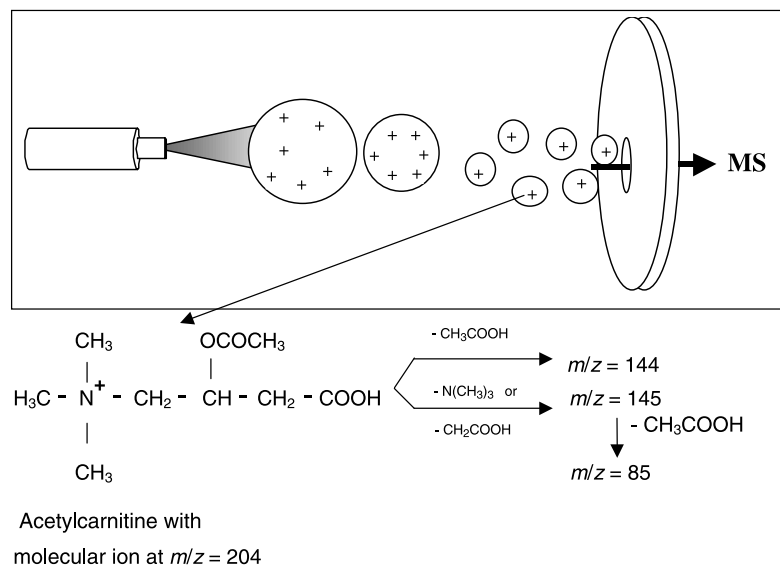 + + + + + +
+ + + + + +
+ + + + + + +
MS
CH₃
OCOCH₃
- CH₃COOH
m/z = 144
H₃C - N⁺ - CH₂ - CH - CH₂ - COOH
- N(CH₃)₃ or
- CH₂COOH
m/z = 145
- CH₃COOH
CH₃
m/z = 85
Acetylcarnitine with
molecular ion at m/z = 204